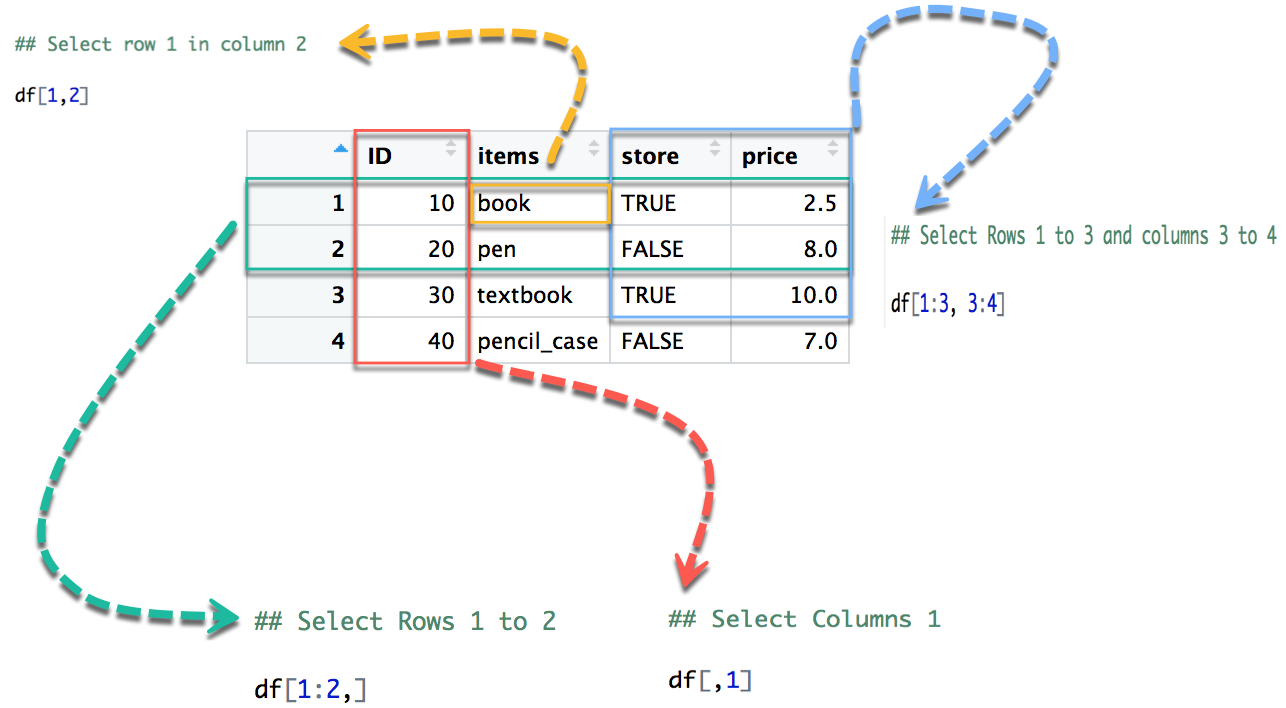 ## Select row 1 in column 2
df[1,2]
ID items store price
1 10 book TRUE 2.5
2 20 pen FALSE 8.0
3 30 textbook TRUE 10.0
4 40 pencil_case FALSE 7.0
## Select Rows 1 to 3 and columns 3 to 4
df[1:3, 3:4]
## Select Rows 1 to 2
df[1:2,]
## Select Columns 1
df[,1]